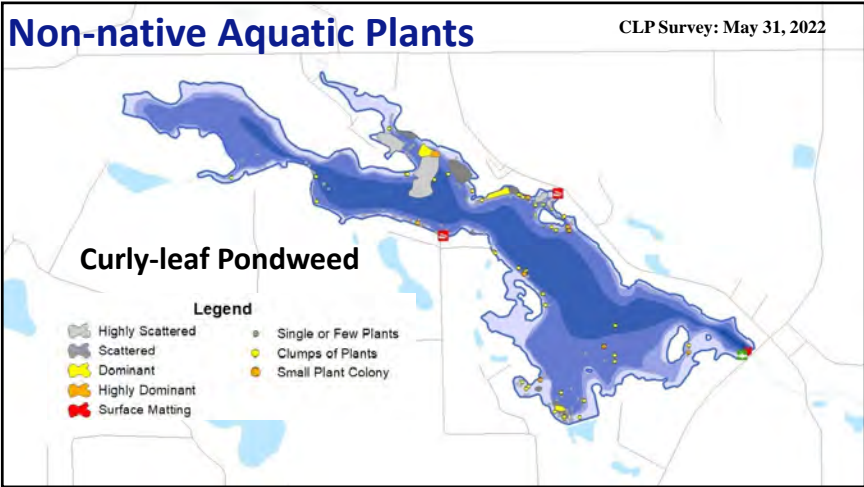 Non-native Aquatic Plants
CLP Survey: May 31, 2022
Curly-leaf Pondweed
Legend
Highly Scattered
Scattered
Dominant
Highly Dominant
Surface Matting
Single or Few Plants
Clumps of Plants
Small Plant Colony